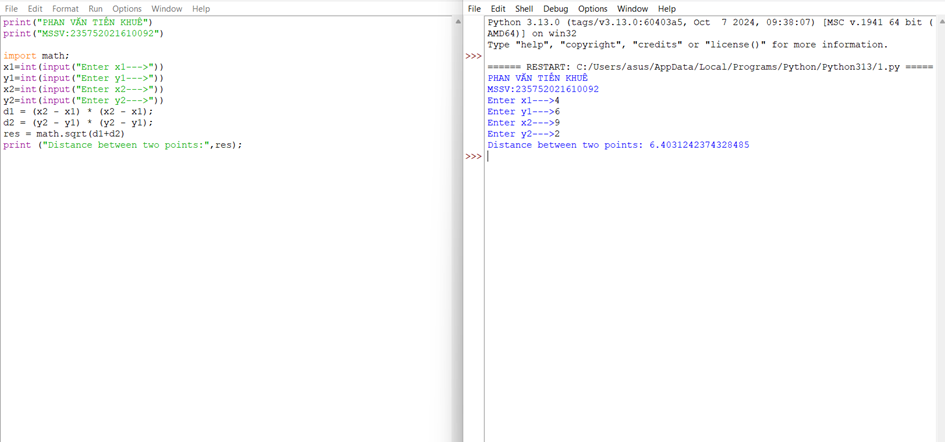 File Edit Format Run Options Window Help
print("PHAN VĂN TIẾN KHUÊ")
print("MSSV:235752021610092")
import math;
x1=int(input("Enter x1--->"))
y1=int(input("Enter y1--->"))
x2=int(input("Enter x2--->"))
y2=int(input("Enter y2--->"))
d1 = (x2 - x1) * (x2 - x1);
d2 = (y2 - y1) * (y2 - y1);
res = math.sqrt(d1+d2)
print ("Distance between two points:",res);
File Edit Shell Debug Options Window Help
Python 3.13.0 (tags/v3.13.0:60403a5, Oct  7 2024, 09:38:07) [MSC v.1941 64 bit (
AMD64)] on win32
Type "help", "copyright", "credits" or "license()" for more information.
>>>
====== RESTART: C:/Users/asus/AppData/Local/Programs/Python/Python313/1.py =====
PHAN VĂN TIẾN KHUÊ
MSSV:235752021610092
Enter x1--->4
Enter y1--->6
Enter x2--->9
Enter y2--->2
Distance between two points: 6.4031242374328485
>>>